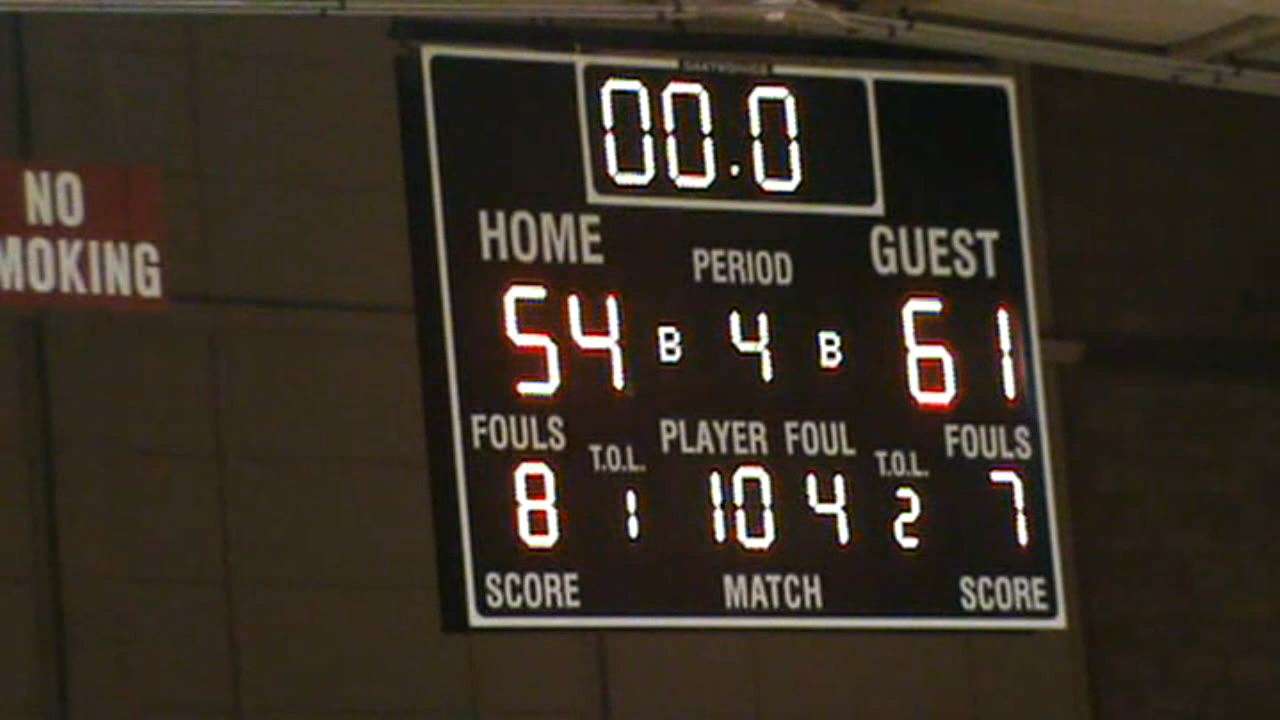 NO
MOKING
DAKTRONICS
00.0
HOME PERIOD GUEST
54 B 4 B 61
FOULS T.O.L. PLAYER FOUL T.O.L. FOULS
8 1 10 4 2 7
SCORE MATCH SCORE